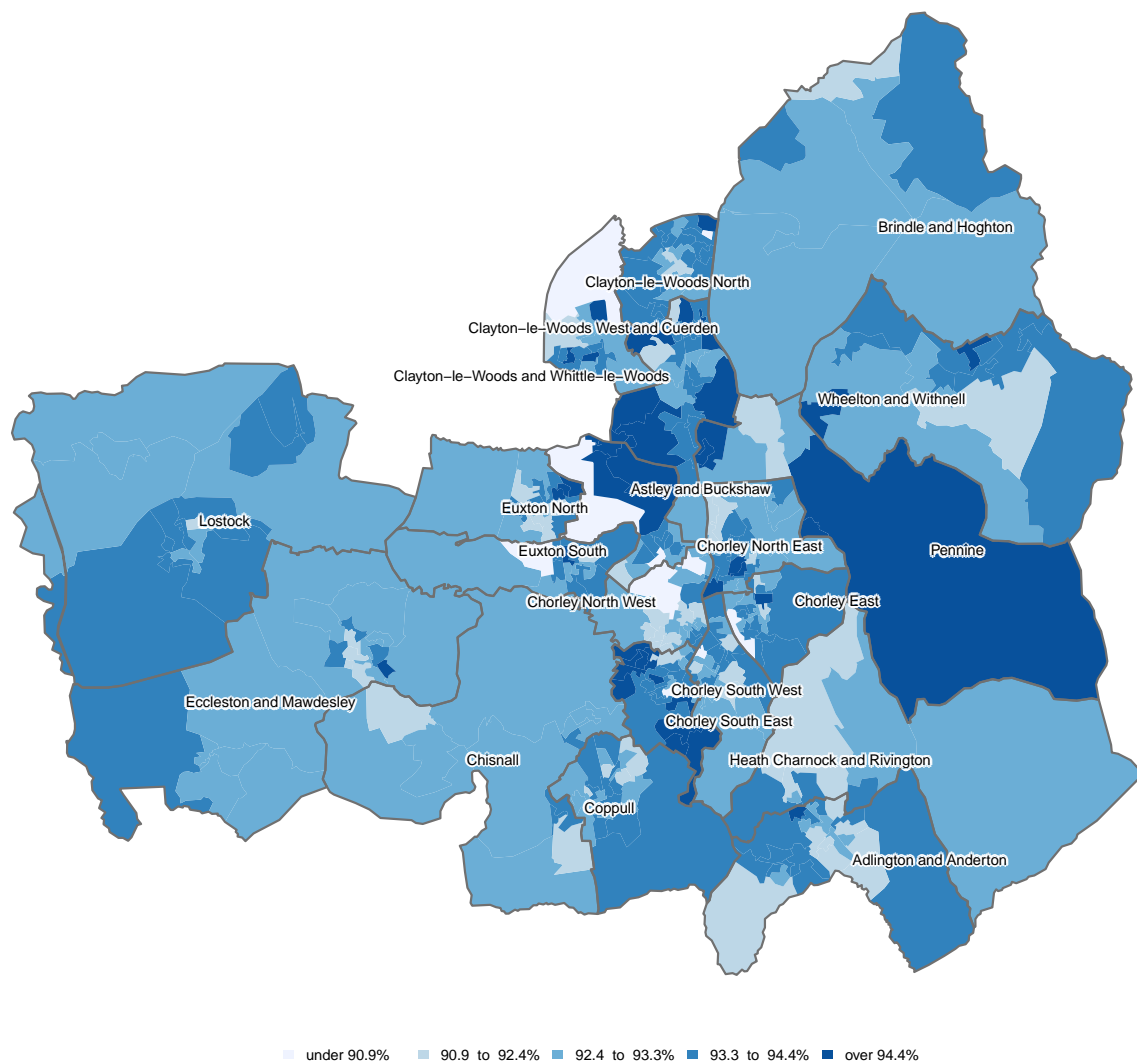 Brindle and Hoghton
Clayton−le−Woods North
Clayton−le−Woods West and Cuerden
Clayton−le−Woods and Whittle−le−Woods
Wheelton and Withnell
Astley and Buckshaw
Euxton North
Lostock
Chorley North East
Euxton South
Pennine
Chorley North West
Chorley East
Chorley South West
Eccleston and Mawdesley
Chorley South East
Chisnall
Heath Charnock and Rivington
Coppull
Adlington and Anderton
under 90.9% 90.9 to 92.4% 92.4 to 93.3% 93.3 to 94.4% over 94.4%